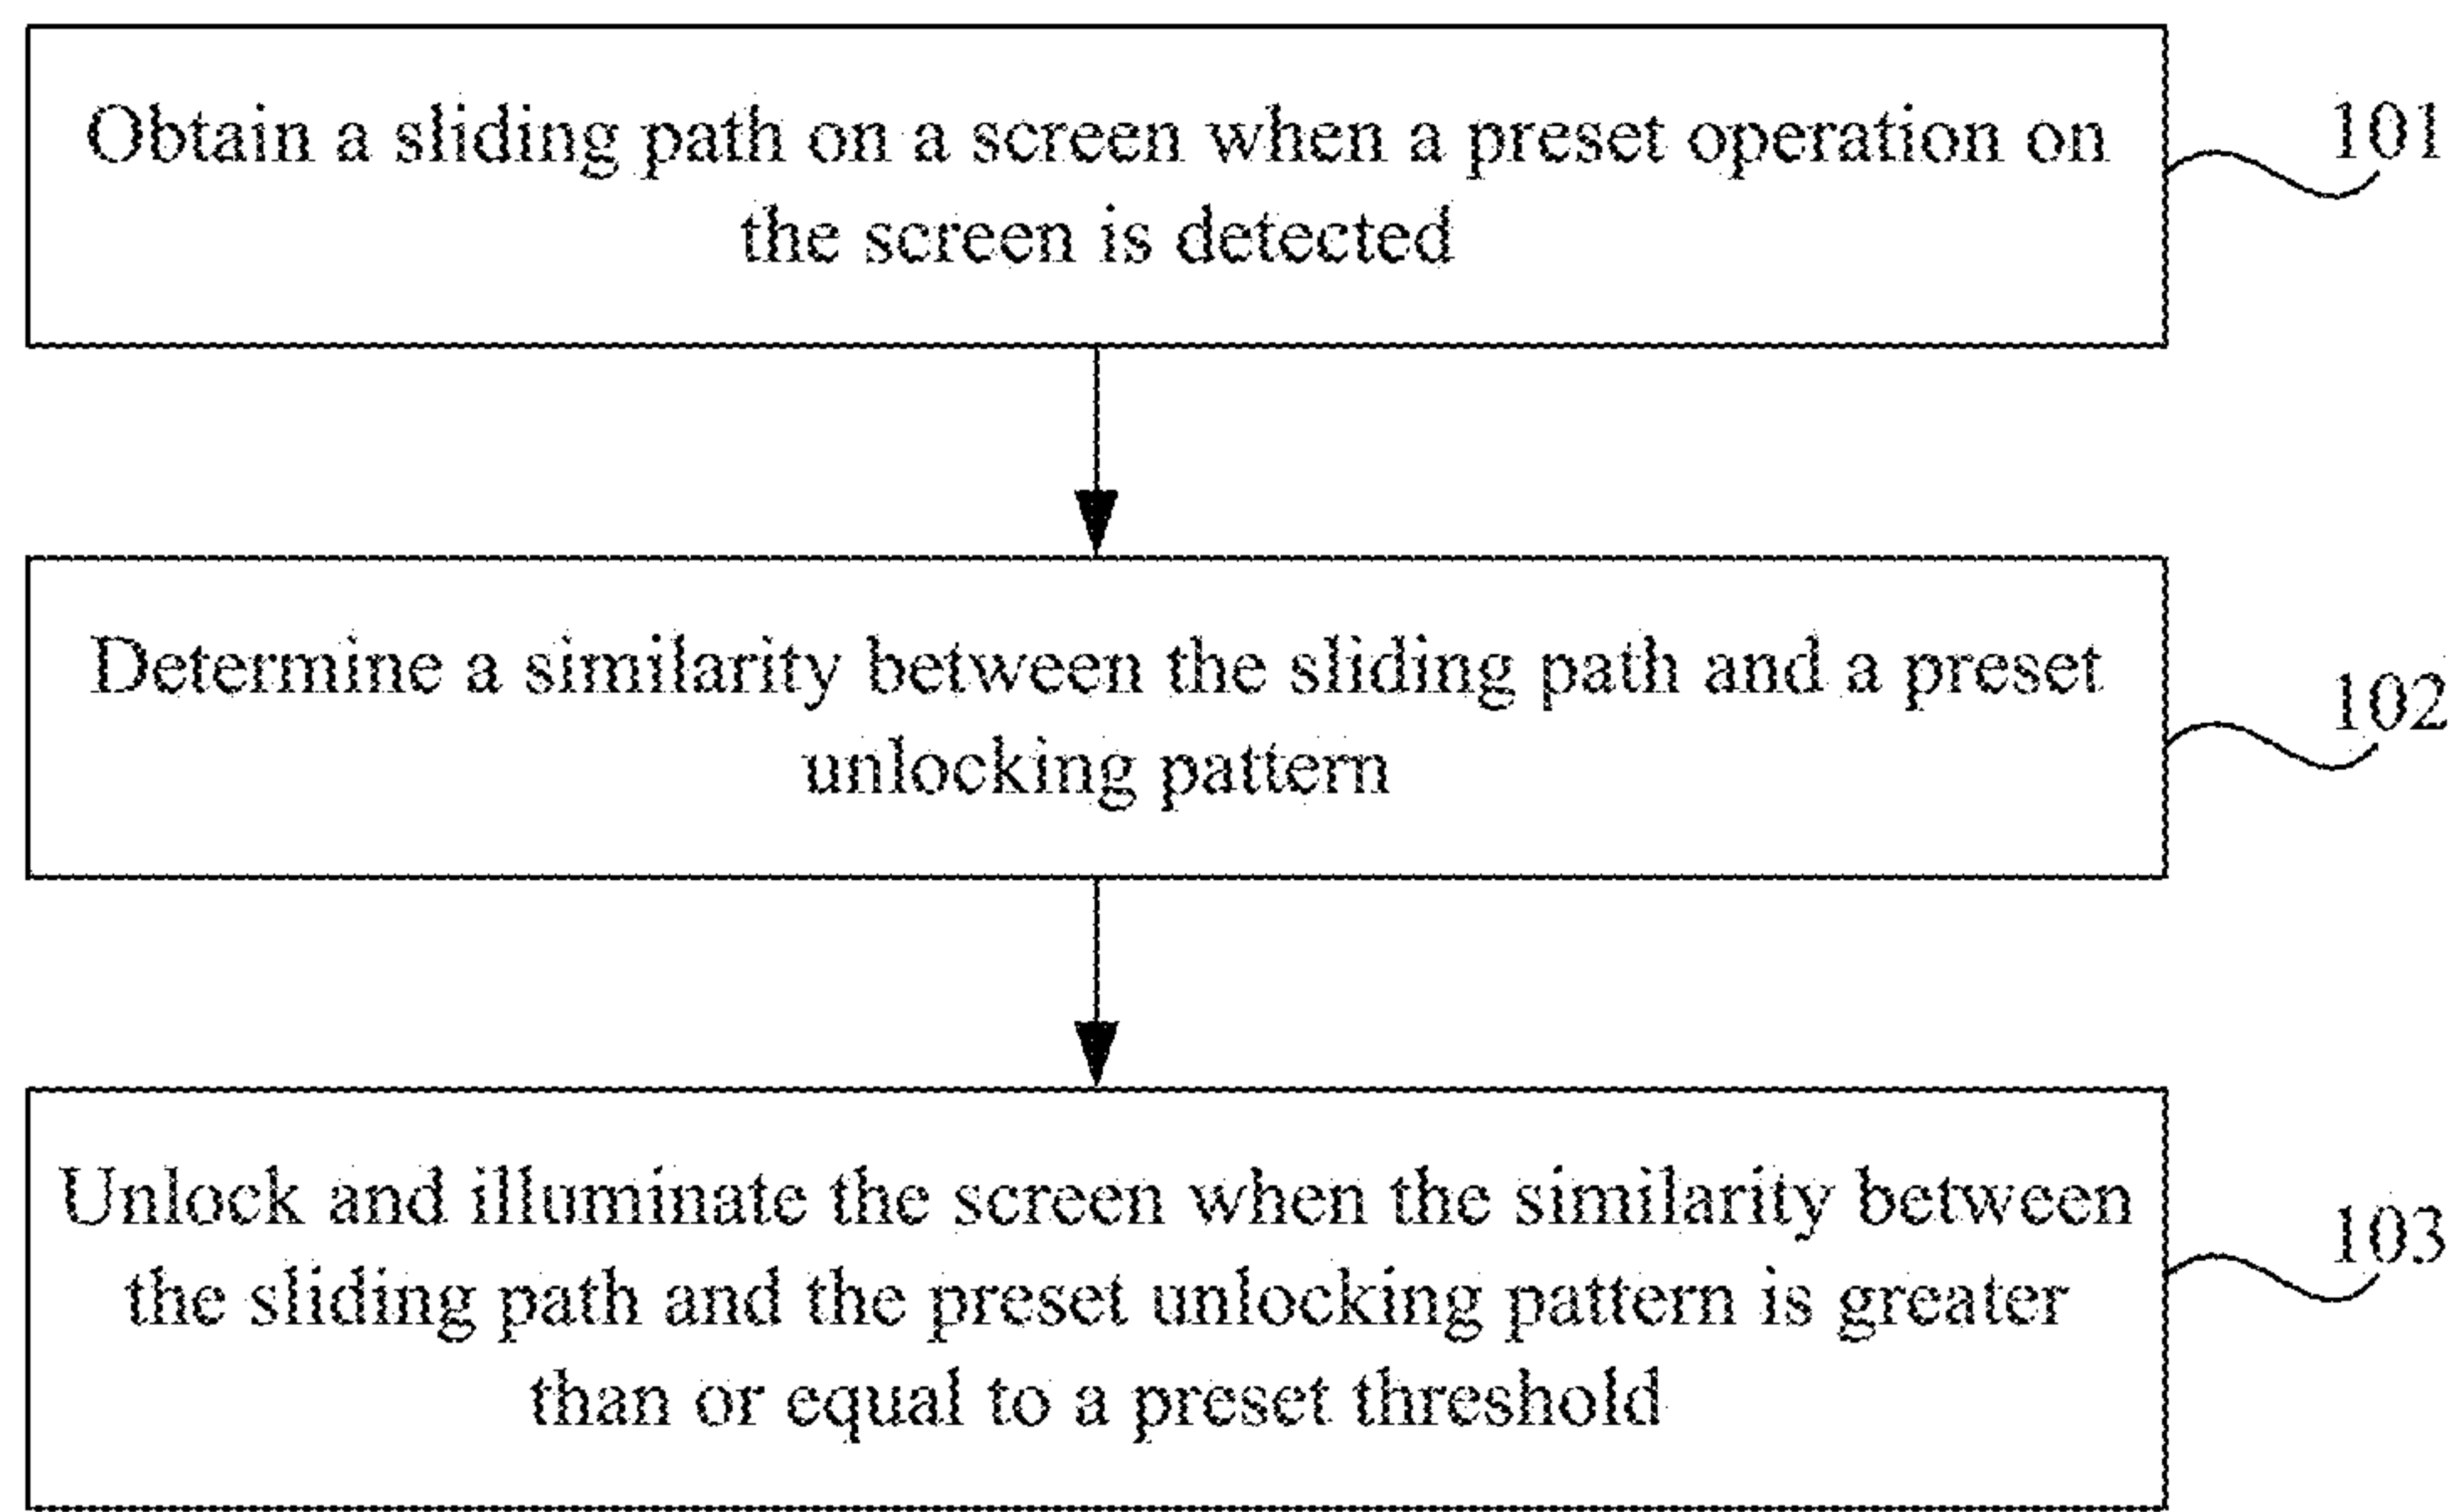 Obtain a sliding path on a screen when a preset operation on
the screen is detected
101
Determine a similarity between the sliding path and a preset
unlocking pattern
102
Unlock and illuminate the screen when the similarity between
the sliding path and the preset unlocking pattern is greater
than or equal to a preset threshold
103